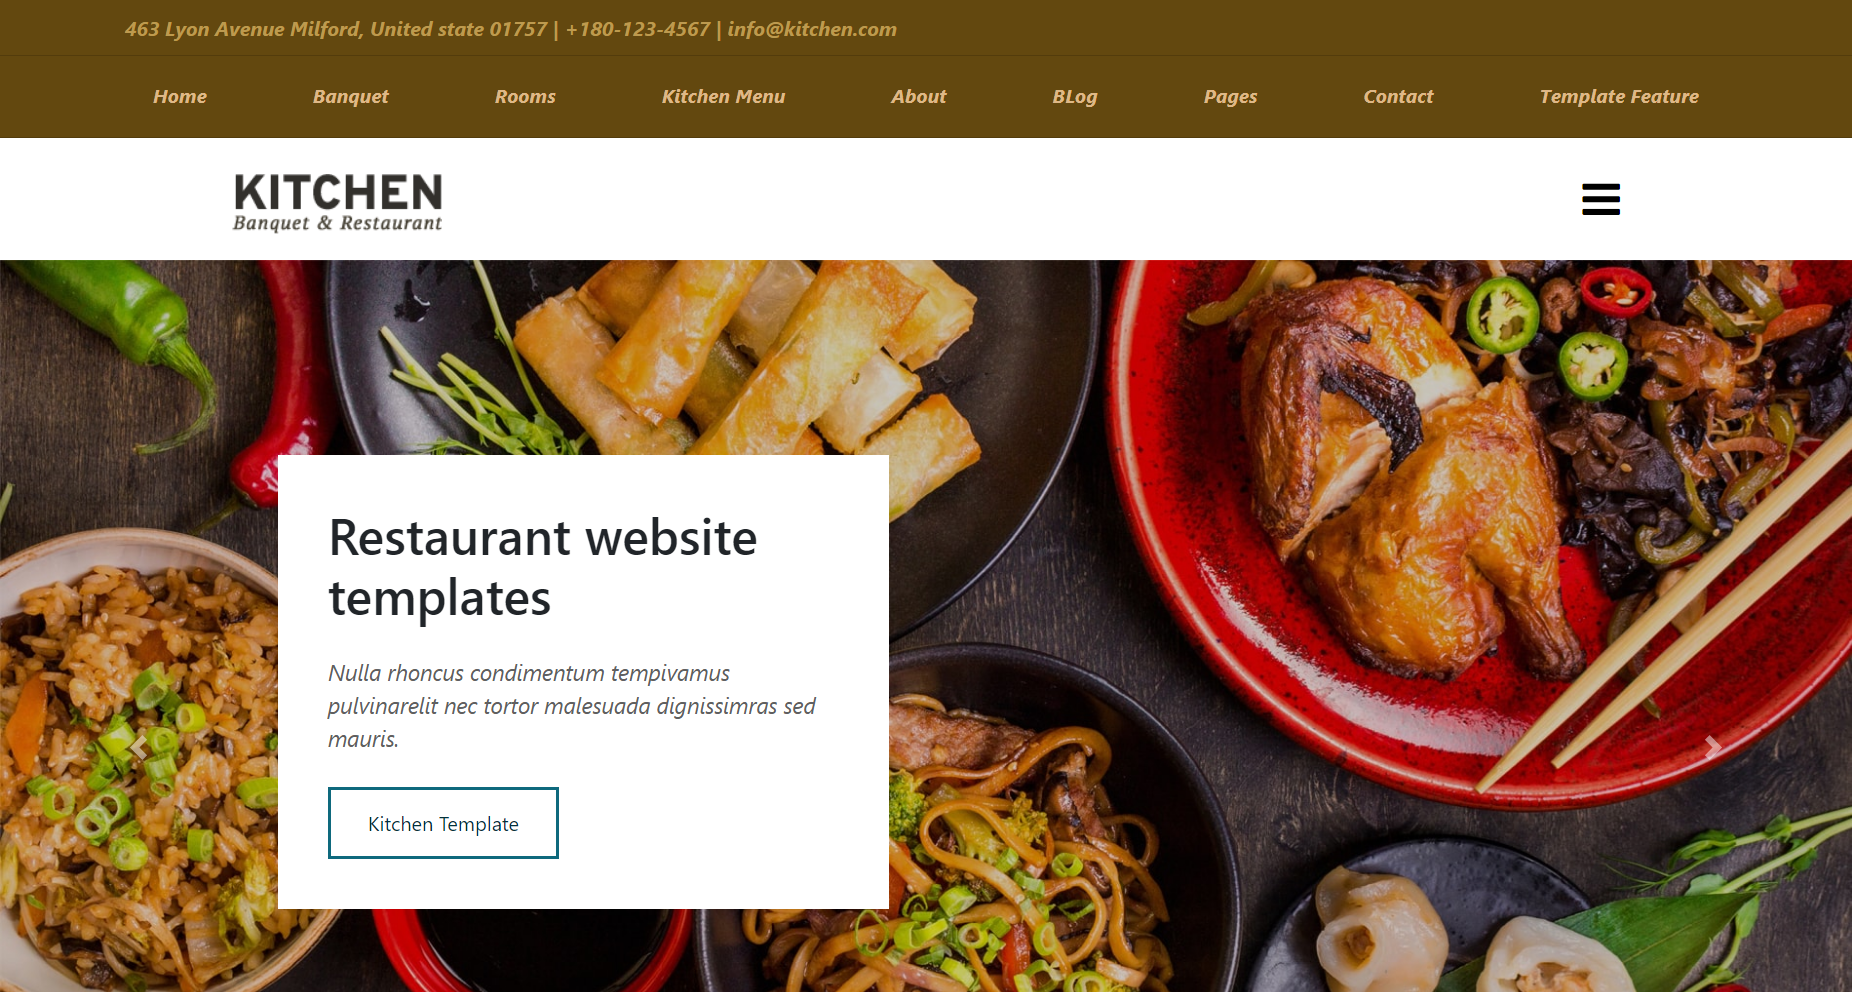 463 Lyon Avenue Milford, United state 01757 | +180-123-4567 | info@kitchen.com
Home Banquet Rooms Kitchen Menu About BLog Pages Contact Template Feature
KITCHEN
Banquet & Restaurant
Restaurant website
templates
Nulla rhoncus condimentum tempivamus
pulvinarelit nec tortor malesuada dignissimras sed
mauris.
Kitchen Template